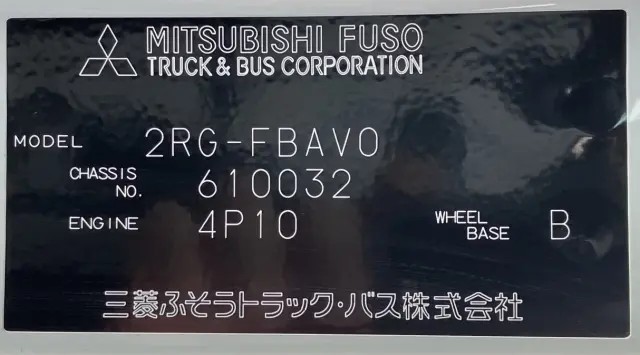 MITSUBISHI FUSO
TRUCK & BUS CORPORATION
MODEL 2RG-FBAV0
CHASSIS NO. 610032
ENGINE 4P10 WHEEL BASE B
三菱ふそうトラック・バス株式会社